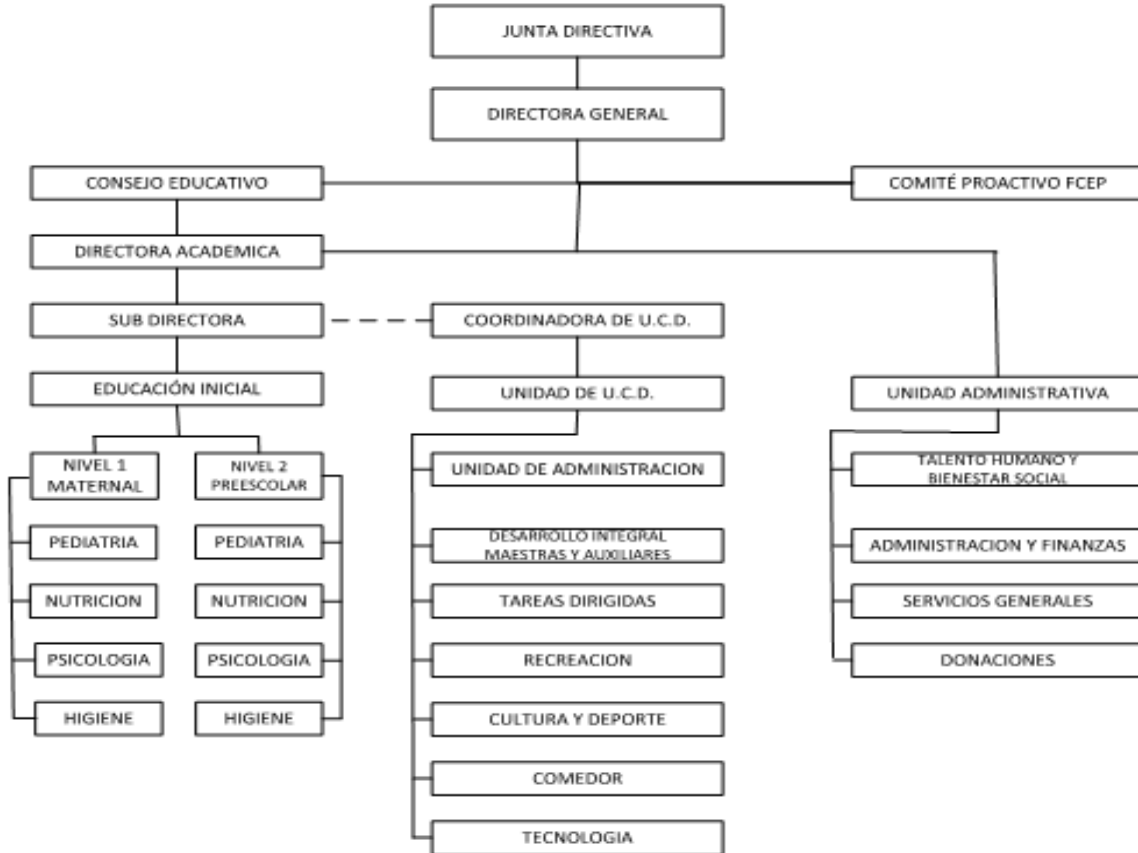 JUNTA DIRECTIVA
DIRECTORA GENERAL
CONSEJO EDUCATIVO
COMITÉ PROACTIVO FCEP
DIRECTORA ACADEMICA
SUB DIRECTORA
COORDINADORA DE U.C.D.
EDUCACIÓN INICIAL
UNIDAD DE U.C.D.
UNIDAD ADMINISTRATIVA
NIVEL 1
MATERNAL
NIVEL 2
PREESCOLAR
PEDIATRIA
PEDIATRIA
NUTRICION
NUTRICION
PSICOLOGIA
PSICOLOGIA
HIGIENE
HIGIENE
UNIDAD DE ADMINISTRACION
DESARROLLO INTEGRAL
MAESTRAS Y AUXILIARES
TAREAS DIRIGIDAS
RECREACION
CULTURA Y DEPORTE
COMEDOR
TECNOLOGIA
TALENTO HUMANO Y
BIENESTAR SOCIAL
ADMINISTRACION Y FINANZAS
SERVICIOS GENERALES
DONACIONES